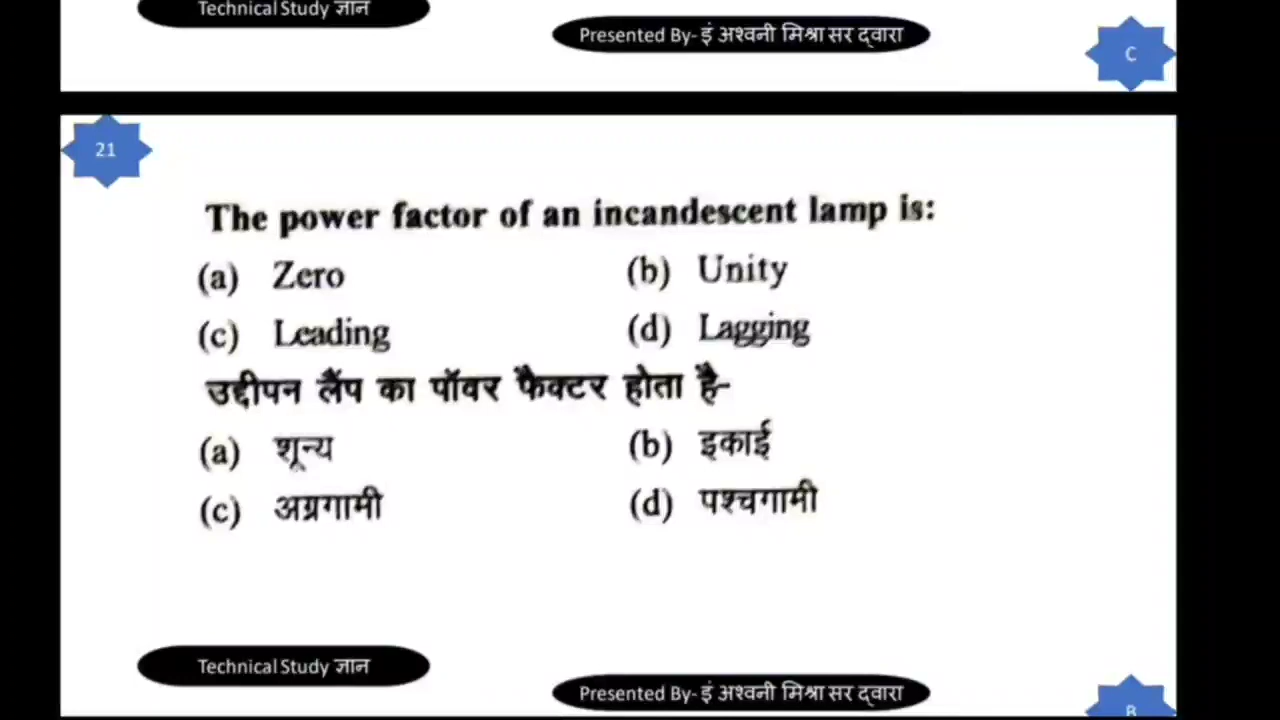 Technical Study ज्ञान
Presented By- इं अश्वनी मिश्रा सर द्वारा
C
21
The power factor of an incandescent lamp is:
(a) Zero (b) Unity
(c) Leading (d) Lagging
उद्दीपन लैंप का पॉवर फैक्टर होता है-
(a) शून्य (b) इकाई
(c) अग्रगामी (d) पश्चगामी
Technical Study ज्ञान
Presented By- इं अश्वनी मिश्रा सर द्वारा
B